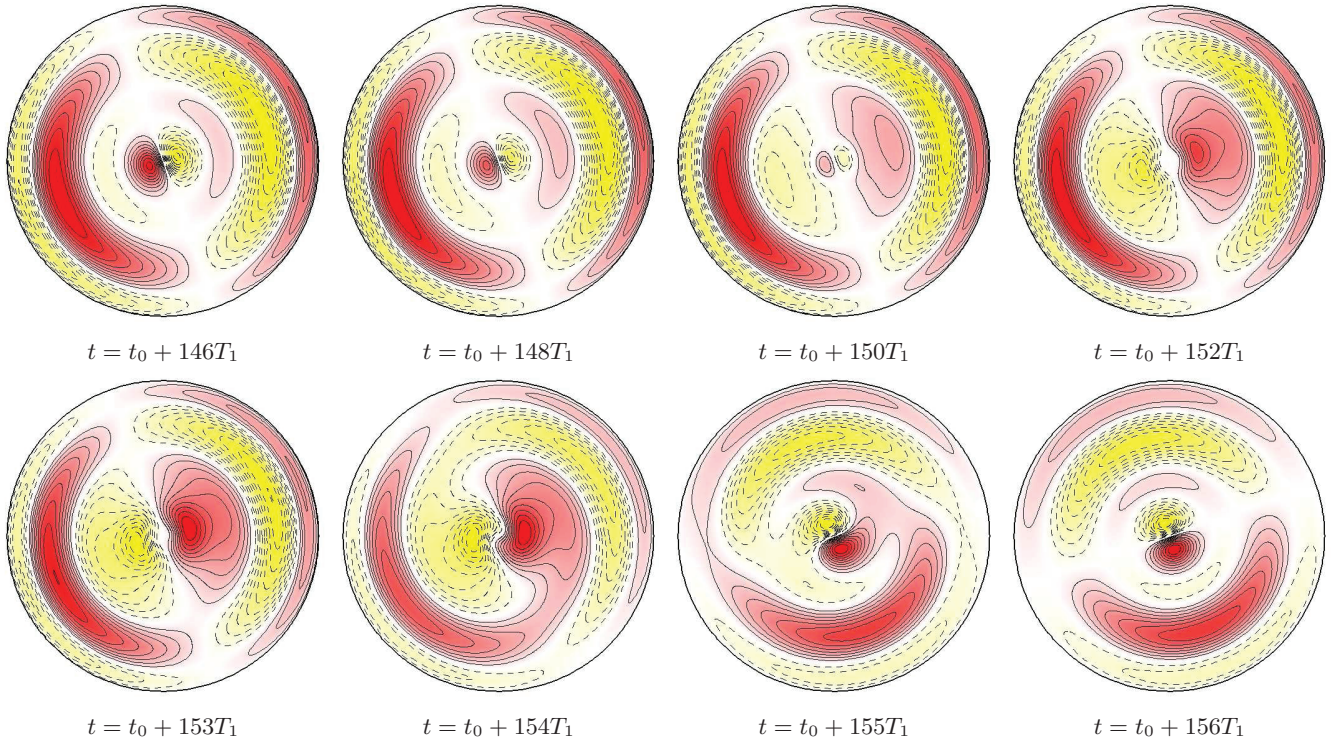 t = t₀ + 146T₁
t = t₀ + 148T₁
t = t₀ + 150T₁
t = t₀ + 152T₁
t = t₀ + 153T₁
t = t₀ + 154T₁
t = t₀ + 155T₁
t = t₀ + 156T₁